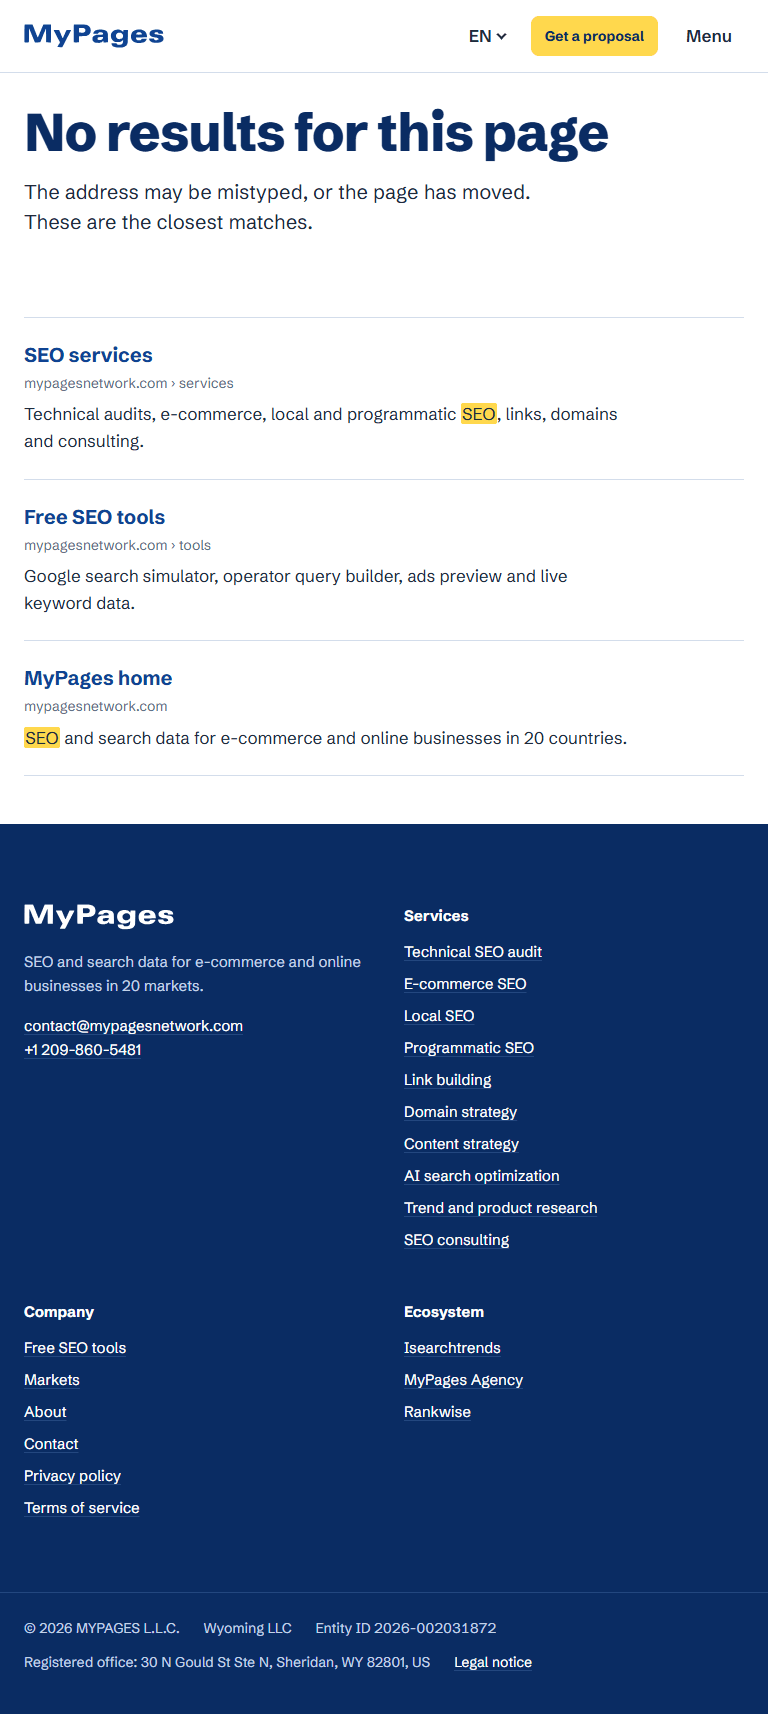 MyPages
EN
Get a proposal
Menu
No results for this page
The address may be mistyped, or the page has moved.
These are the closest matches.
SEO services
mypagesnetwork.com › services
Technical audits, e-commerce, local and programmatic SEO, links, domains
and consulting.
Free SEO tools
mypagesnetwork.com › tools
Google search simulator, operator query builder, ads preview and live
keyword data.
MyPages home
mypagesnetwork.com
SEO and search data for e-commerce and online businesses in 20 countries.
MyPages
SEO and search data for e-commerce and online
businesses in 20 markets.
contact@mypagesnetwork.com
+1 209-860-5481
Services
Technical SEO audit
E-commerce SEO
Local SEO
Programmatic SEO
Link building
Domain strategy
Content strategy
AI search optimization
Trend and product research
SEO consulting
Company
Free SEO tools
Markets
About
Contact
Privacy policy
Terms of service
Ecosystem
Isearchtrends
MyPages Agency
Rankwise
© 2026 MYPAGES L.L.C. Wyoming LLC Entity ID 2026-002031872
Registered office: 30 N Gould St Ste N, Sheridan, WY 82801, US Legal notice